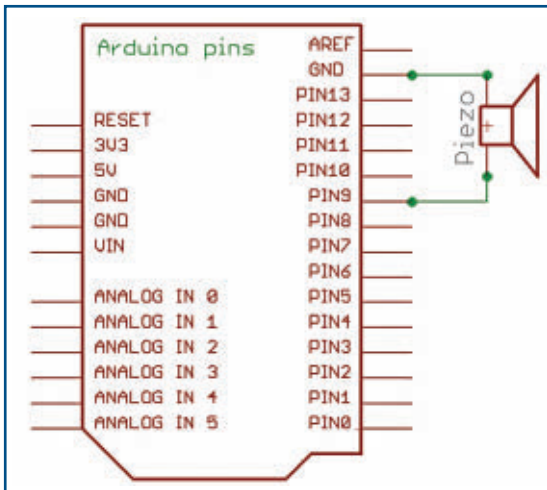 Arduino pins
RESET
3V3
5V
GND
GND
VIN
ANALOG IN 0
ANALOG IN 1
ANALOG IN 2
ANALOG IN 3
ANALOG IN 4
ANALOG IN 5
AREF
GND
PIN13
PIN12
PIN11
PIN10
PIN9
PIN8
PIN7
PIN6
PIN5
PIN4
PIN3
PIN2
PIN1
PIN0
Piezo
+